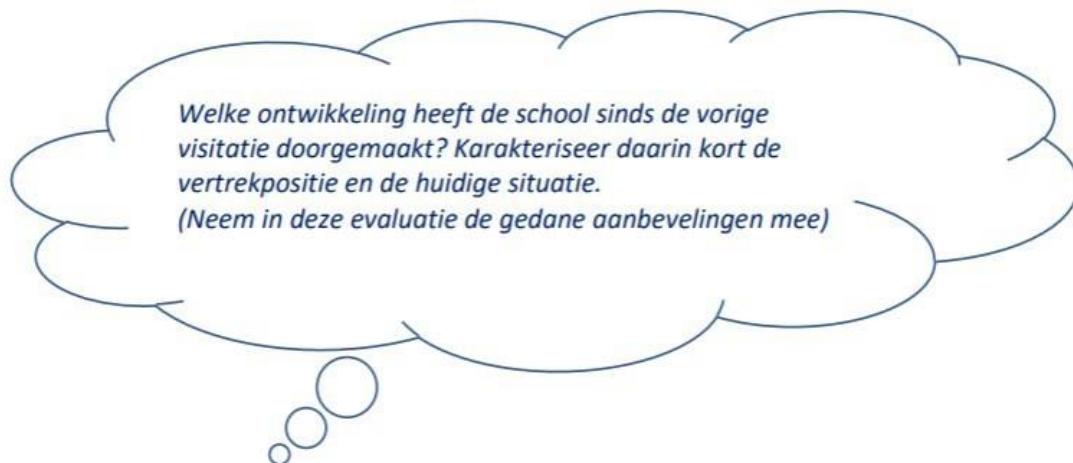 Welke ontwikkeling heeft de school sinds de vorige
visitatie doorgemaakt? Karakteriseer daarin kort de
vertrekpositie en de huidige situatie.
(Neem in deze evaluatie de gedane aanbevelingen mee)